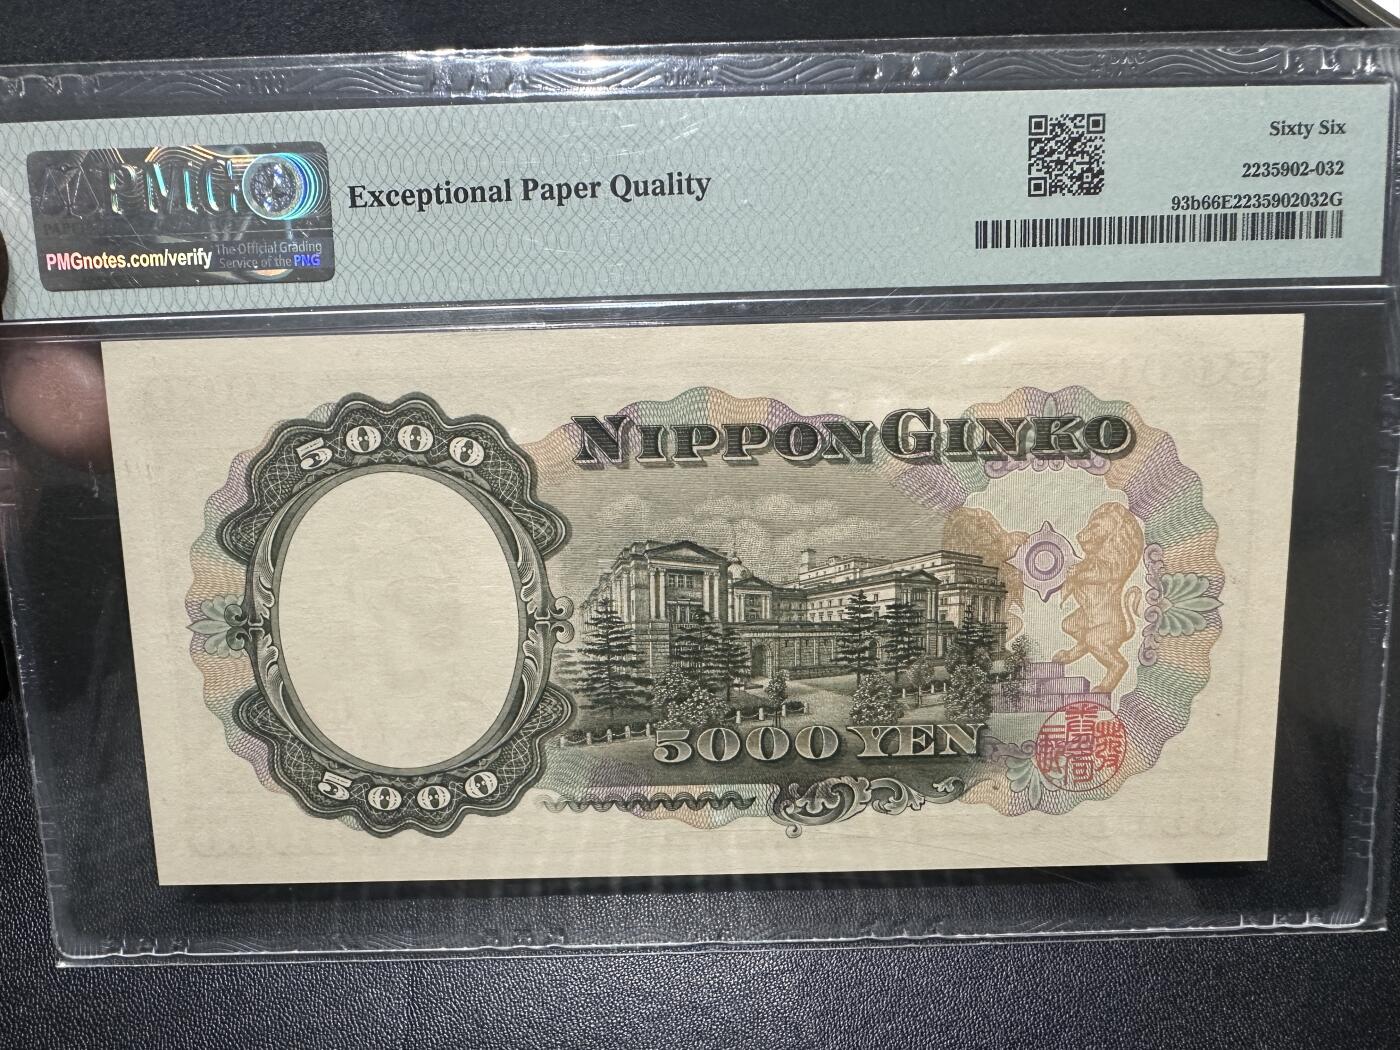 PMG
PMGnotes.com/verify
The Official Grading
Service of the PNG
Exceptional Paper Quality
Sixty Six
2235902-032
93b66E2235902032G
5000
NIPPON GINKO
5000 YEN
5000